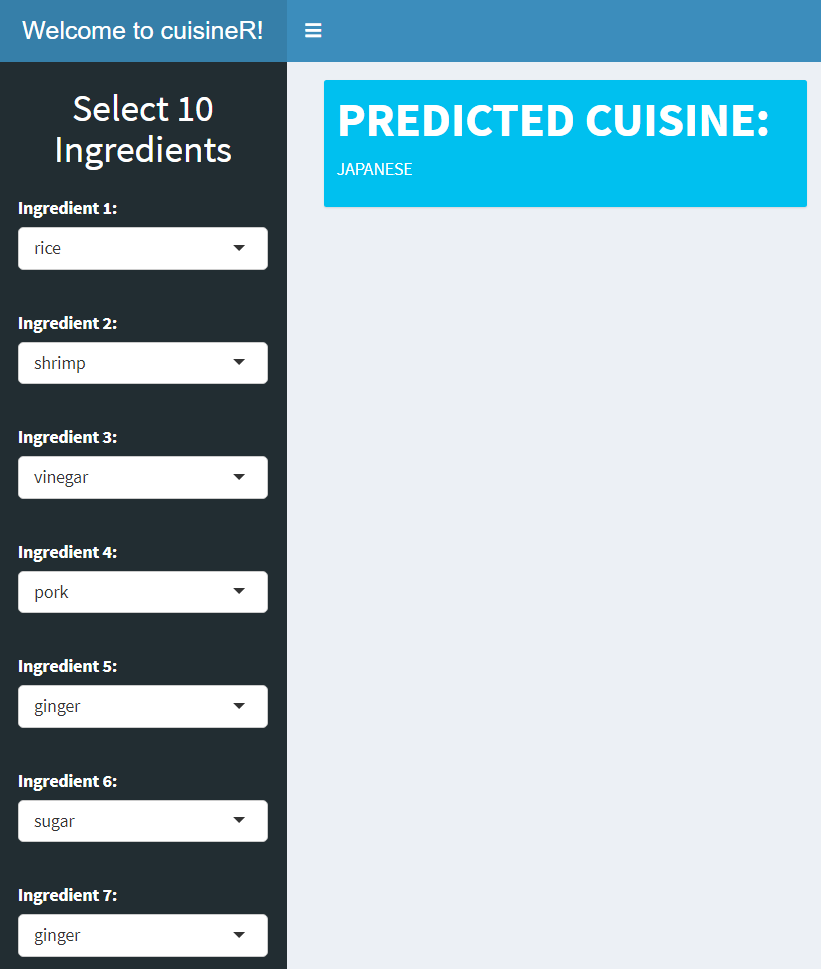 Welcome to cuisineR!
Select 10
Ingredients
Ingredient 1:
rice
Ingredient 2:
shrimp
Ingredient 3:
vinegar
Ingredient 4:
pork
Ingredient 5:
ginger
Ingredient 6:
sugar
Ingredient 7:
ginger
PREDICTED CUISINE:
JAPANESE